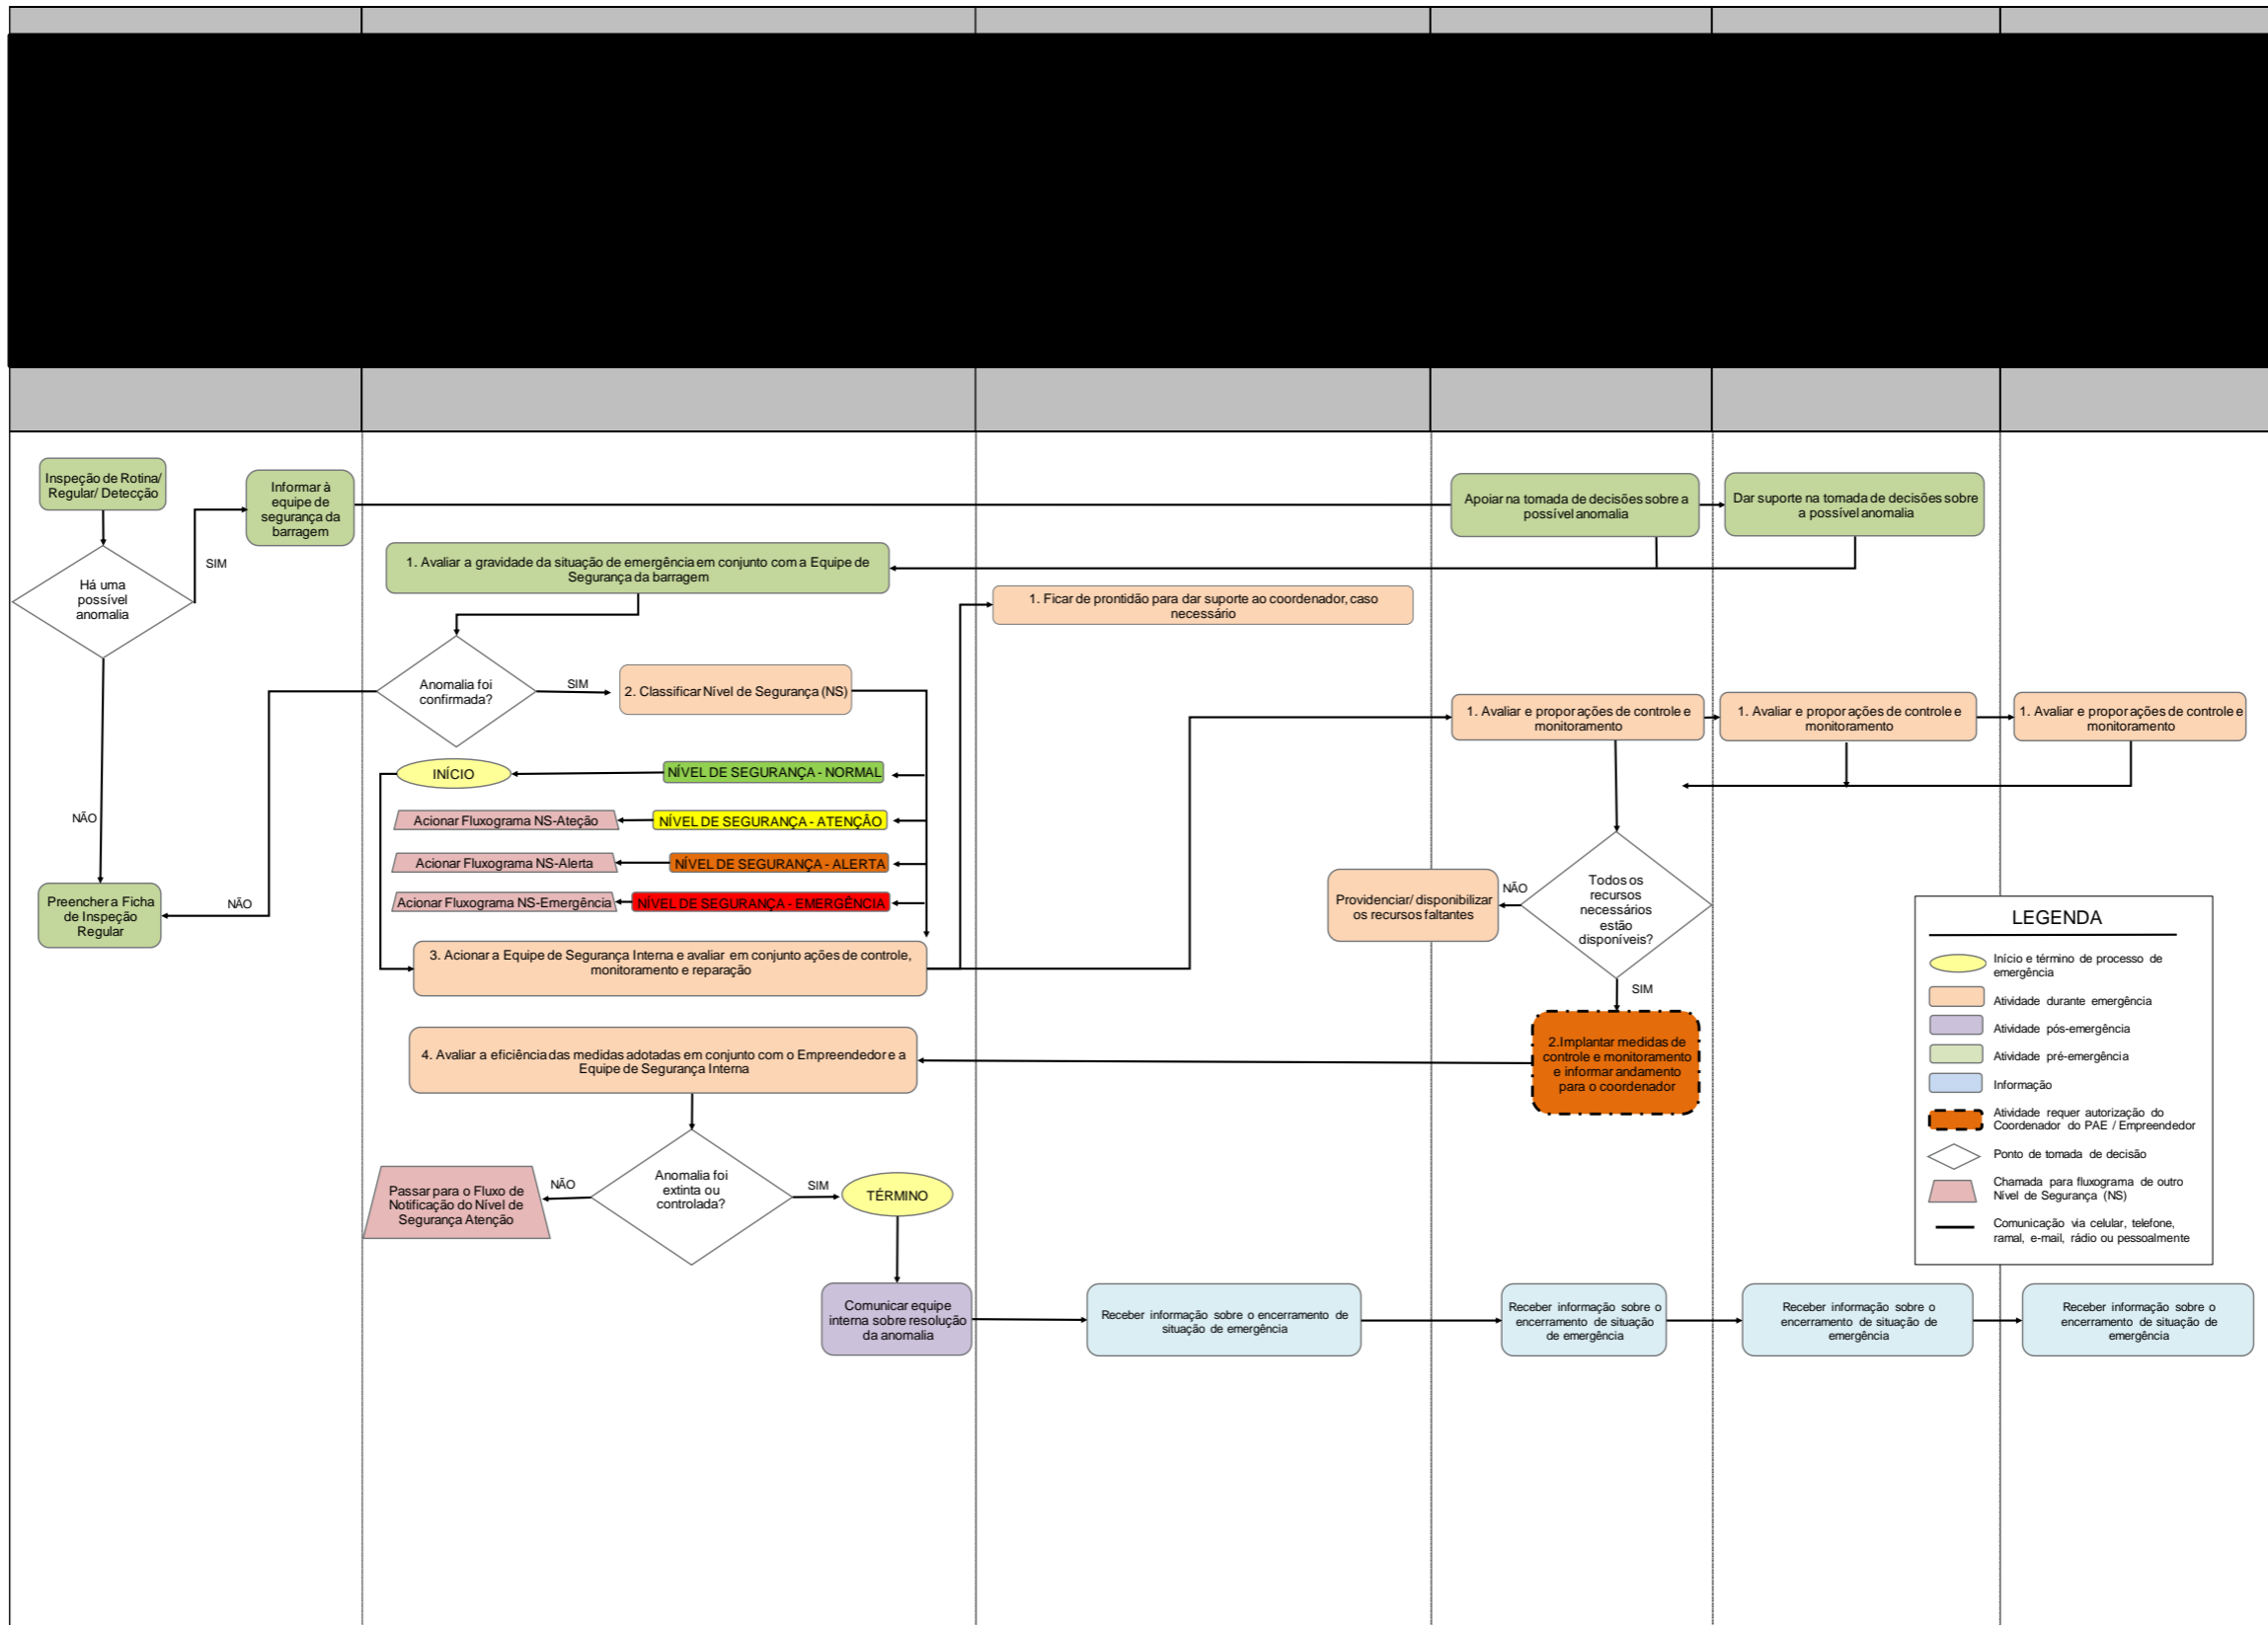 Inspeção de Rotina/
Regular/ Detecção
Informar à
equipe de
segurança da
barragem
Apoiar na tomada de decisões sobre a
possível anomalia
Dar suporte na tomada de decisões sobre
a possível anomalia
SIM
Há uma
possível
anomalia
1. Avaliar a gravidade da situação de emergência em conjunto com a Equipe de
Segurança da barragem
1. Ficar de prontidão para dar suporte ao coordenador, caso
necessário
Anomalia foi
confirmada?
SIM
2. Classificar Nível de Segurança (NS)
1. Avaliar e propor ações de controle e
monitoramento
1. Avaliar e propor ações de controle e
monitoramento
1. Avaliar e propor ações de controle e
monitoramento
INÍCIO
NÍVEL DE SEGURANÇA - NORMAL
NÃO
Acionar Fluxograma NS-Ateção
NÍVEL DE SEGURANÇA - ATENÇÂO
Acionar Fluxograma NS-Alerta
NÍVEL DE SEGURANÇA - ALERTA
Acionar Fluxograma NS-Emergência
NÍVEL DE SEGURANÇA - EMERGÊNCIA
Preencher a Ficha
de Inspeção
Regular
NÃO
Providenciar/ disponibilizar
os recursos faltantes
NÃO
Todos os
recursos
necessários
estão
disponíveis?
SIM
3. Acionar a Equipe de Segurança Interna e avaliar em conjunto ações de controle,
monitoramento e reparação
4. Avaliar a eficiência das medidas adotadas em conjunto com o Empreendedor e a
Equipe de Segurança Interna
2.Implantar medidas de
controle e monitoramento
e informar andamento
para o coordenador
Passar para o Fluxo de
Notificação do Nível de
Segurança Atenção
NÃO
Anomalia foi
extinta ou
controlada?
SIM
TÉRMINO
Comunicar equipe
interna sobre resolução
da anomalia
Receber informação sobre o encerramento de
situação de emergência
Receber informação sobre o
encerramento de situação
de emergência
Receber informação sobre o
encerramento de situação de
emergência
Receber informação sobre o
encerramento de situação de
emergência
LEGENDA
Início e término de processo de
emergência
Atividade durante emergência
Atividade pós-emergência
Atividade pré-emergência
Informação
Atividade requer autorização do
Coordenador do PAE / Empreendedor
Ponto de tomada de decisão
Chamada para fluxograma de outro
Nível de Segurança (NS)
Comunicação via celular, telefone,
ramal, e-mail, rádio ou pessoalmente